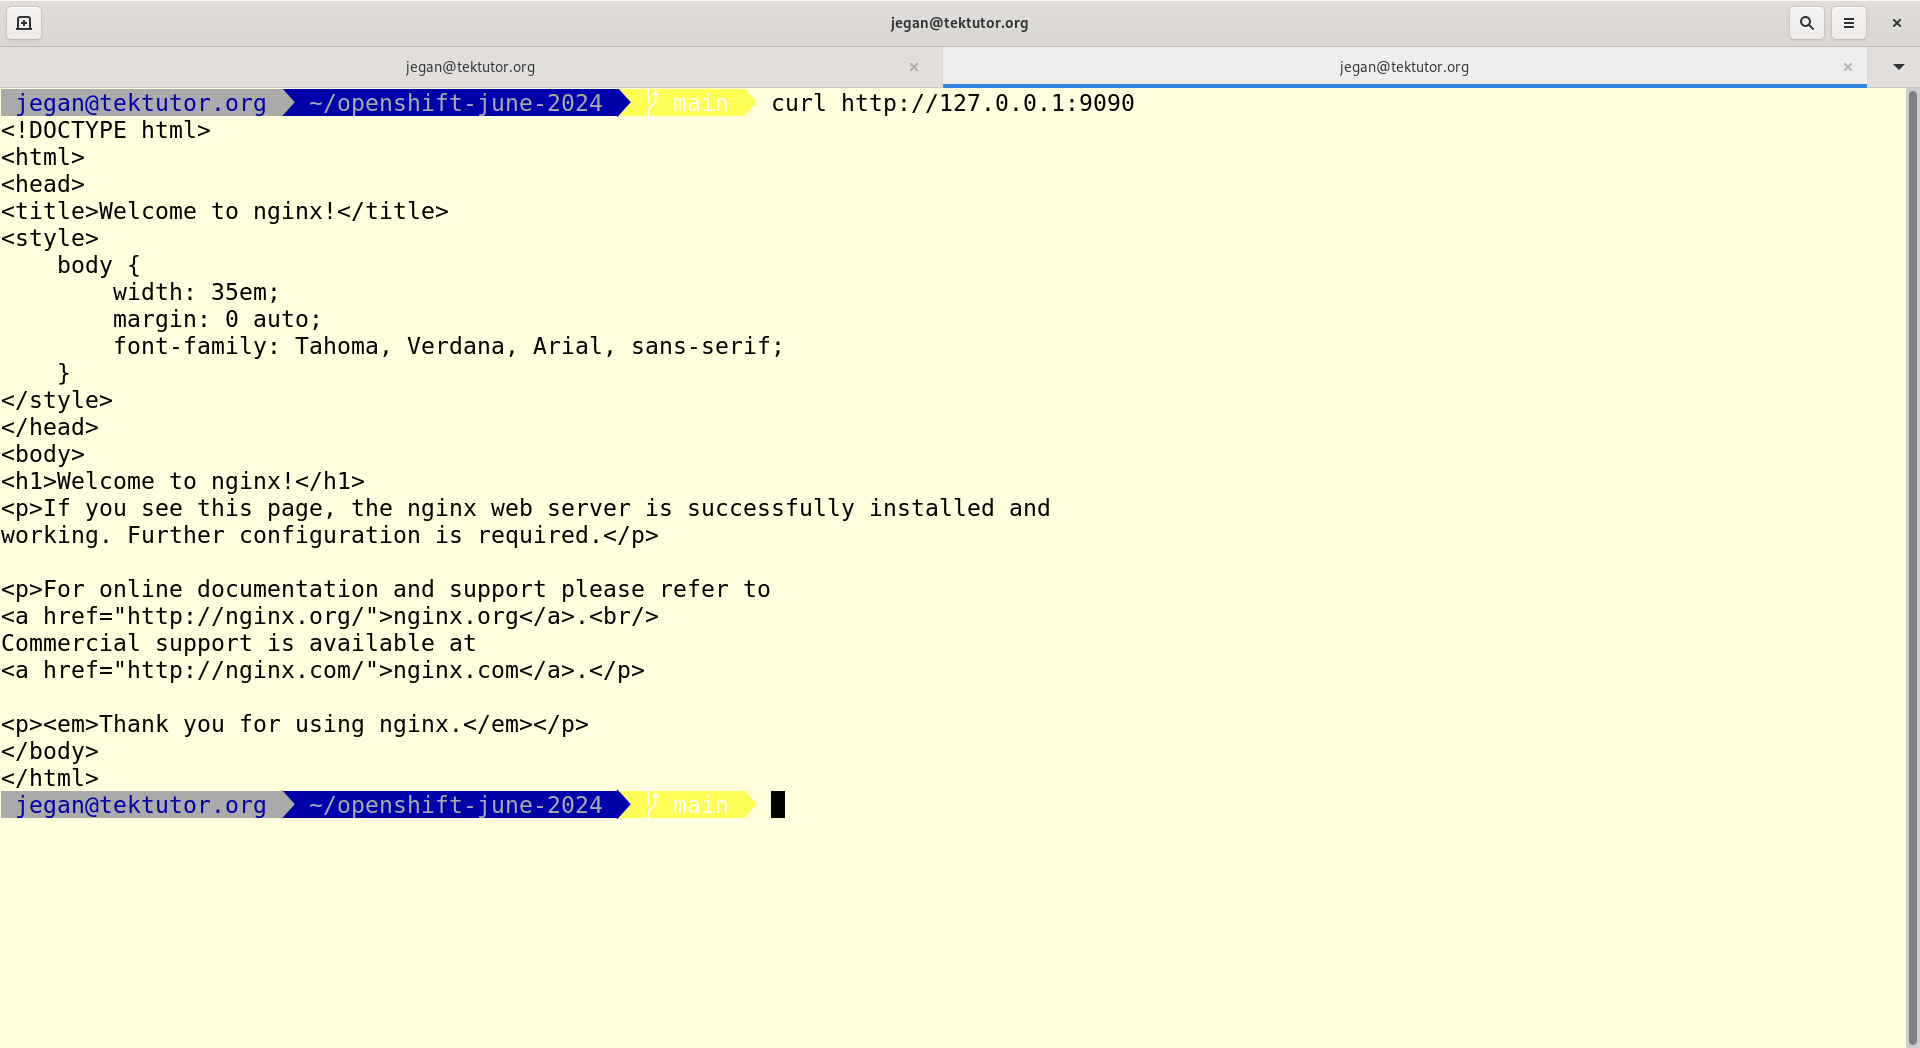 jegan@tektutor.org
jegan@tektutor.org
jegan@tektutor.org
jegan@tektutor.org ~/openshift-june-2024 main curl http://127.0.0.1:9090
<!DOCTYPE html>
<html>
<head>
<title>Welcome to nginx!</title>
<style>
    body {
        width: 35em;
        margin: 0 auto;
        font-family: Tahoma, Verdana, Arial, sans-serif;
    }
</style>
</head>
<body>
<h1>Welcome to nginx!</h1>
<p>If you see this page, the nginx web server is successfully installed and
working. Further configuration is required.</p>

<p>For online documentation and support please refer to
<a href="http://nginx.org/">nginx.org</a>.<br/>
Commercial support is available at
<a href="http://nginx.com/">nginx.com</a>.</p>

<p><em>Thank you for using nginx.</em></p>
</body>
</html>
jegan@tektutor.org ~/openshift-june-2024 main